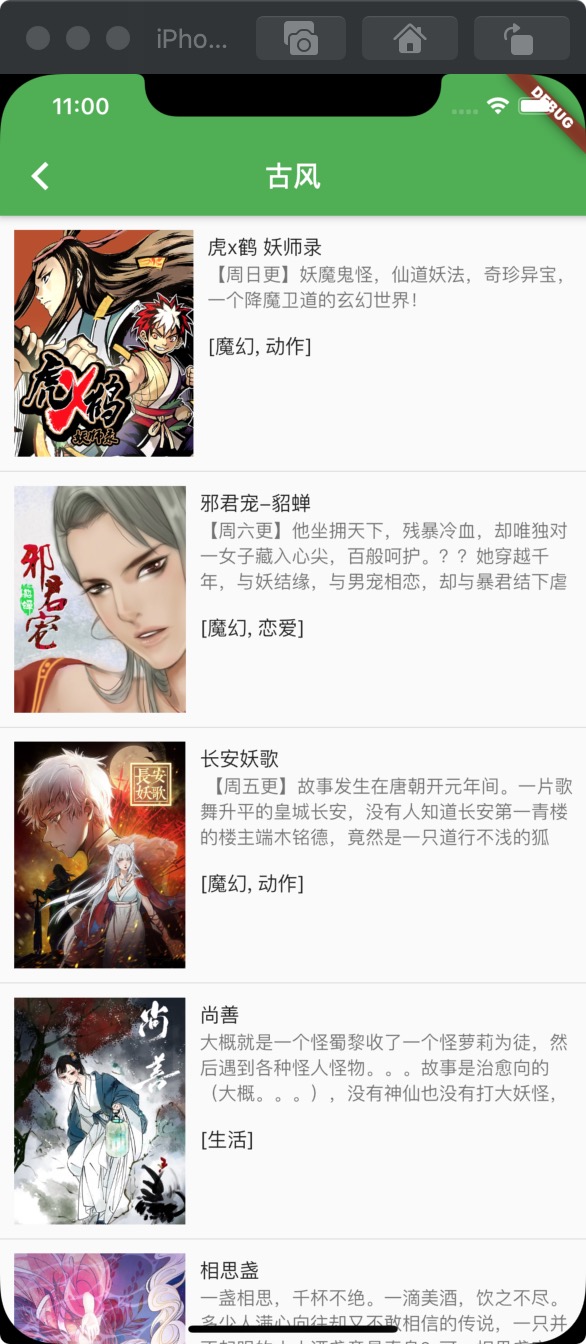 iPho...
11:00
DEBUG
古风
虎x鹤 妖师录
【周日更】妖魔鬼怪，仙道妖法，奇珍异宝，
一个降魔卫道的玄幻世界！
[魔幻, 动作]
虎X鹤
妖师录
邪君宠–貂蝉
【周六更】他坐拥天下，残暴冷血，却唯独对
一女子藏入心尖，百般呵护。？？她穿越千
年，与妖结缘，与男宠相恋，却与暴君结下虐
[魔幻, 恋爱]
邪君宠
貂蝉
长安妖歌
【周五更】故事发生在唐朝开元年间。一片歌
舞升平的皇城长安，没有人知道长安第一青楼
的楼主端木铭德，竟然是一只道行不浅的狐
[魔幻, 动作]
長安
妖歌
尚善
大概就是一个怪蜀黎收了一个怪萝莉为徒，然
后遇到各种怪人怪物。。。故事是治愈向的
（大概。。。），没有神仙也没有打大妖怪，
[生活]
尚善
相思盏
一盏相思，千杯不绝。一滴美酒，饮之不尽。
多少人满心向往却又不敢相信的传说，一只并